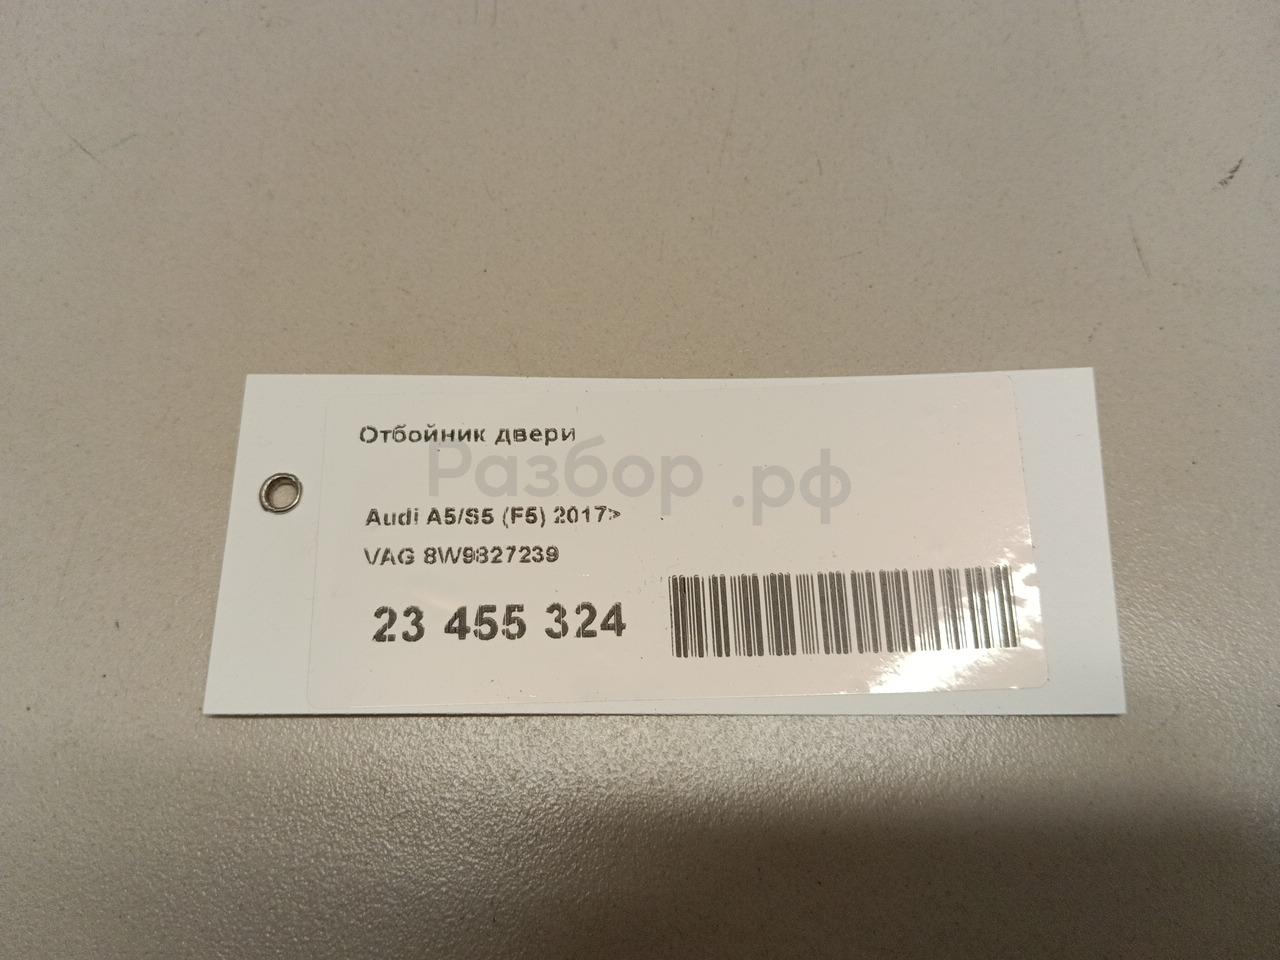 Отбойник двери
Разбор.рф
Audi A5/S5 (F5) 2017>
VAG 8W9827239
23 455 324